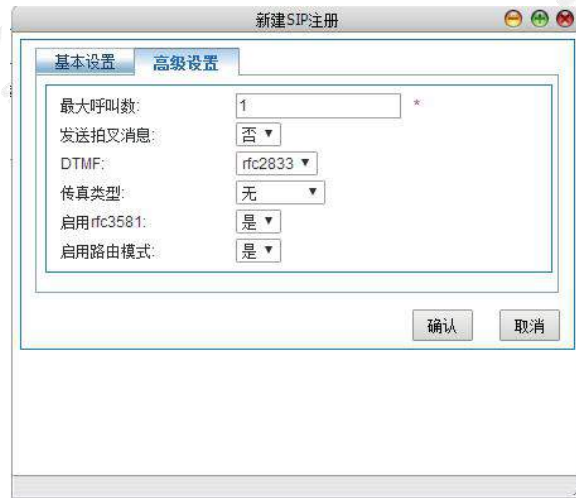 新建SIP注册
基本设置 高级设置
最大呼叫数: 1 *
发送拍叉消息: 否
DTMF: rfc2833
传真类型: 无
启用rfc3581: 是
启用路由模式: 是
确认 取消